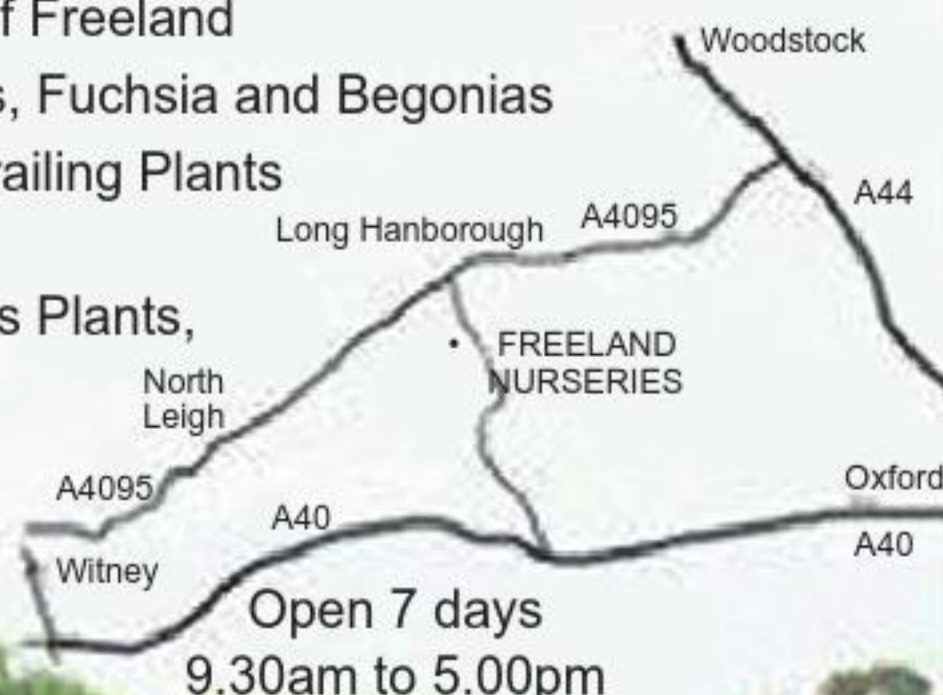 f Freeland
s, Fuchsia and Begonias
railing Plants
s Plants,
Woodstock
A44
A4095
Long Hanborough
FREELAND
NURSERIES
North
Leigh
A4095
A40
Oxford
A40
Witney
Open 7 days
9.30am to 5.00pm